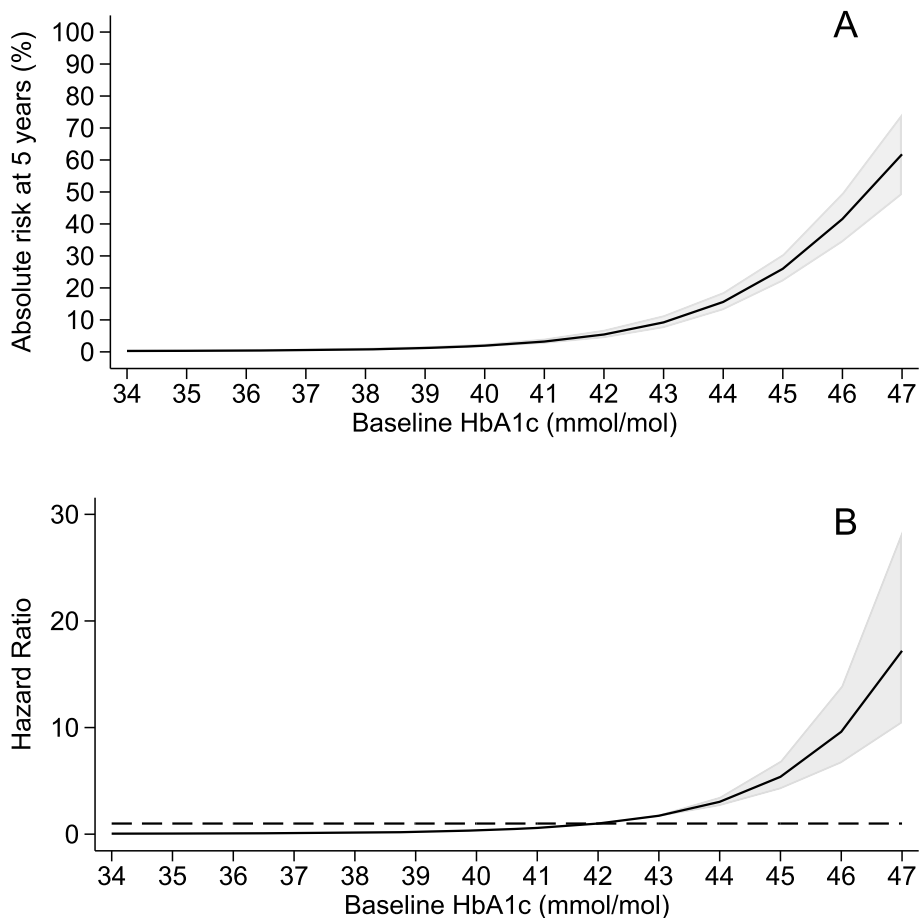 A
Absolute risk at 5 years (%)
100
90
80
70
60
50
40
30
20
10
0
34 35 36 37 38 39 40 41 42 43 44 45 46 47
Baseline HbA1c (mmol/mol)
B
Hazard Ratio
30
20
10
0
34 35 36 37 38 39 40 41 42 43 44 45 46 47
Baseline HbA1c (mmol/mol)